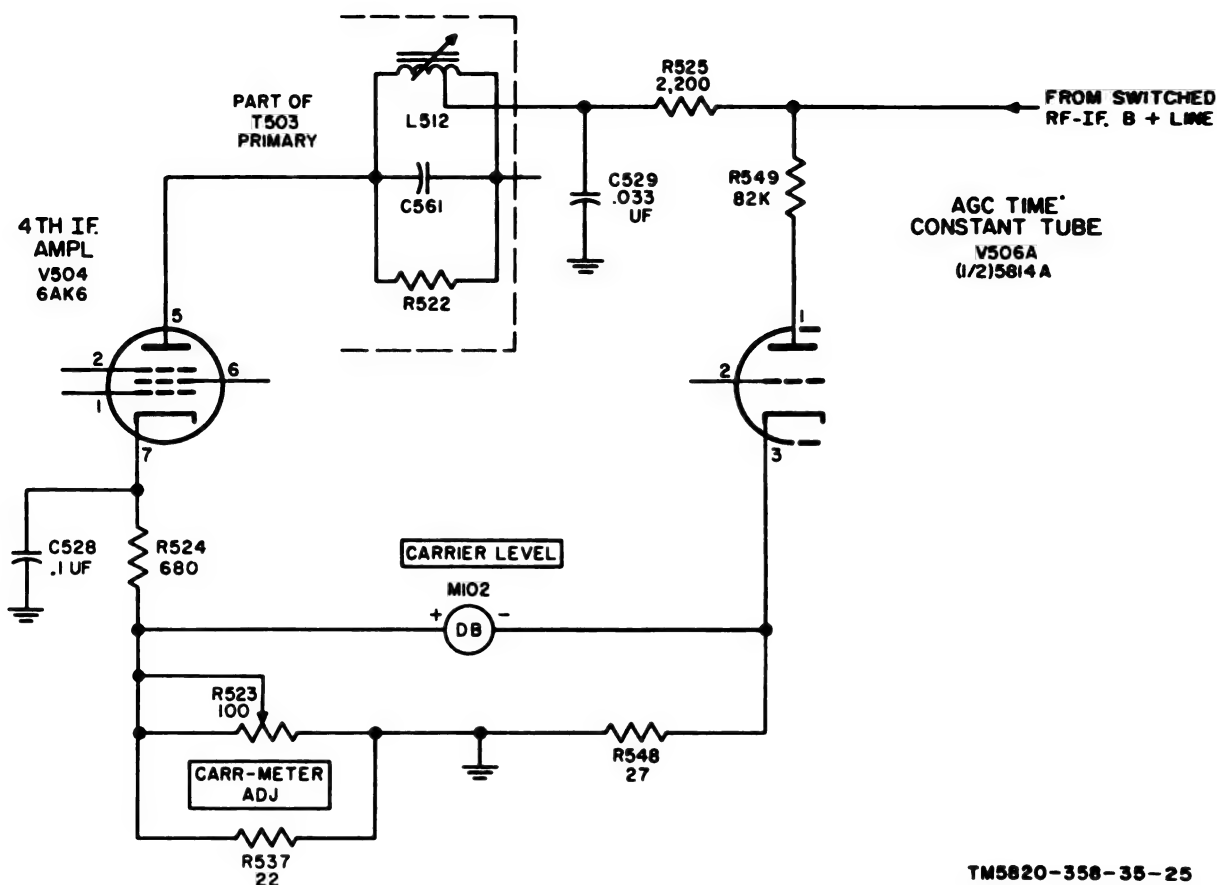 R525
2,200
FROM SWITCHED
RF-IF. B + LINE
PART OF
T503
PRIMARY
L512
C561
R522
C529
.033
UF
R549
82K
AGC TIME
CONSTANT TUBE
V506A
(1/2)5814A
4TH IF.
AMPL
V504
6AK6
5
2
6
1
7
1
2
3
C528
.1 UF
R524
680
CARRIER LEVEL
M102
+
DB
-
R523
100
CARR-METER
ADJ
R548
27
R537
22
TM5820-358-35-25